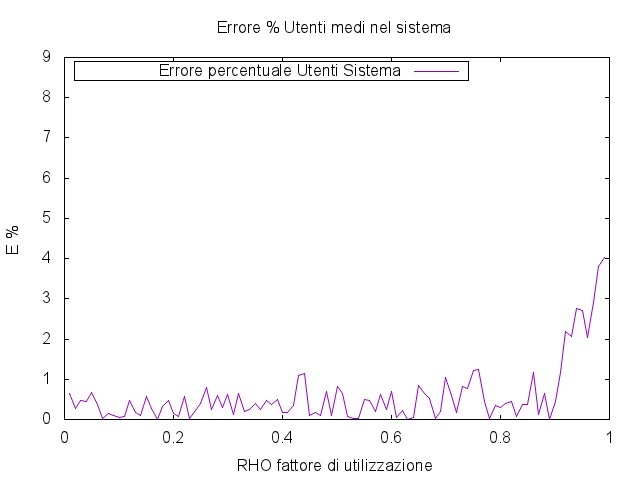 Errore % Utenti medi nel sistema
Errore percentuale Utenti Sistema
9
8
7
6
5
4
3
2
1
0
E %
0 0.2 0.4 0.6 0.8 1
RHO fattore di utilizzazione